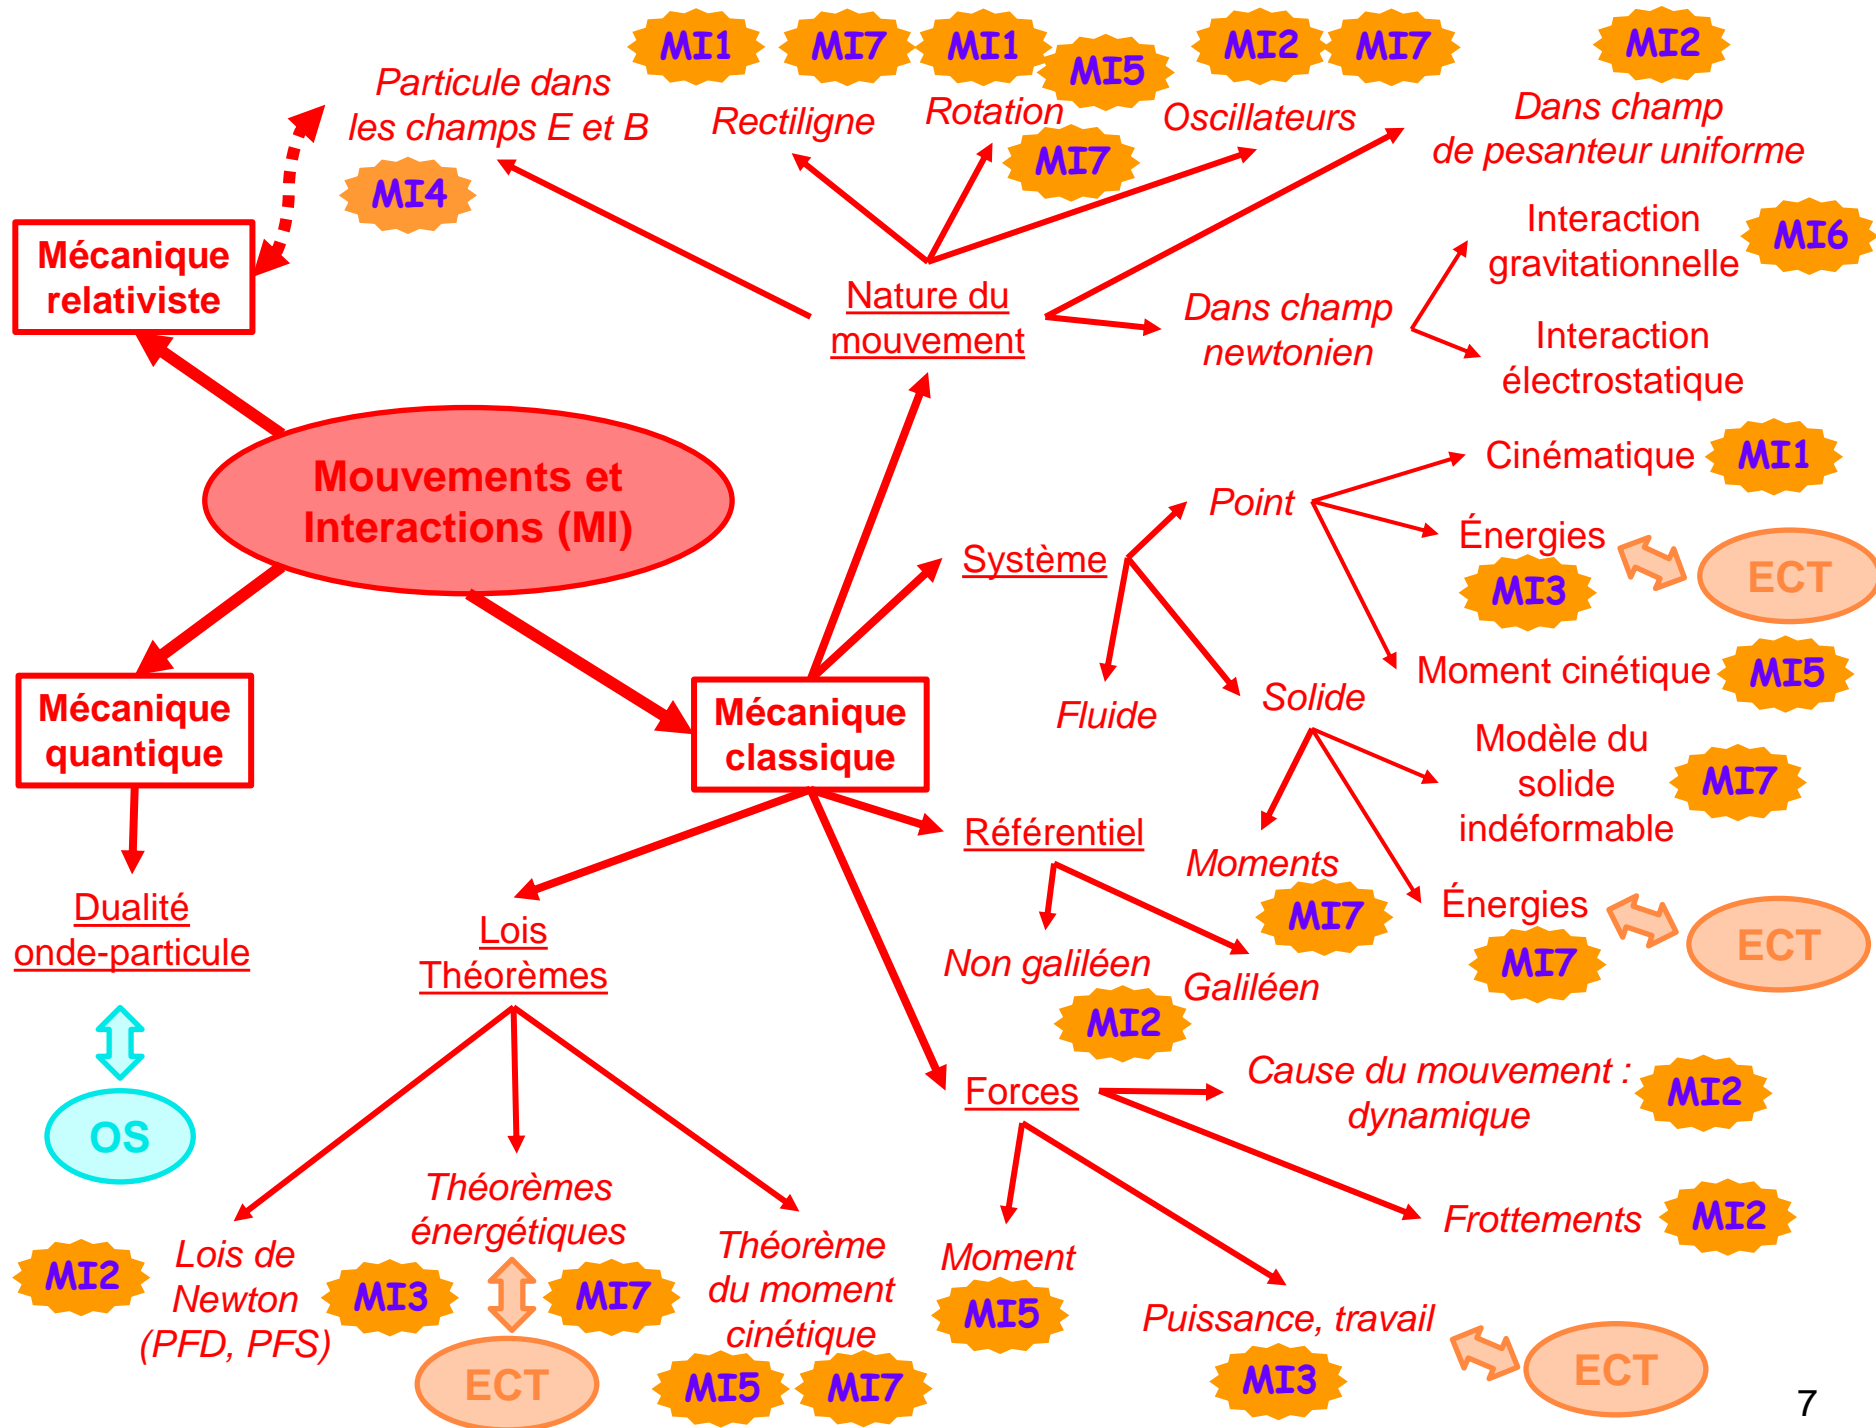 MI1
MI7
MI1
MI5
MI2
MI7
MI2
Particule dans
les champs E et B
MI4
Rectiligne
Rotation
MI7
Oscillateurs
Dans champ
de pesanteur uniforme
Mécanique
relativiste
Nature du
mouvement
Dans champ
newtonien
Interaction
gravitationnelle
MI6
Interaction
électrostatique
Mouvements et
Interactions (MI)
Système
Point
Cinématique
MI1
Énergies
MI3
ECT
Moment cinétique
MI5
Fluide
Solide
Modèle du
solide
indéformable
MI7
Mécanique
quantique
Mécanique
classique
Référentiel
Moments
MI7
Énergies
MI7
ECT
Dualité
onde-particule
OS
Lois
Théorèmes
Non galiléen
MI2
Galiléen
Forces
Cause du mouvement :
dynamique
MI2
Frottements
MI2
MI2
Lois de
Newton
(PFD, PFS)
Théorèmes
énergétiques
MI3
MI7
ECT
Théorème
du moment
cinétique
MI5
MI7
Moment
MI5
Puissance, travail
MI3
ECT
7